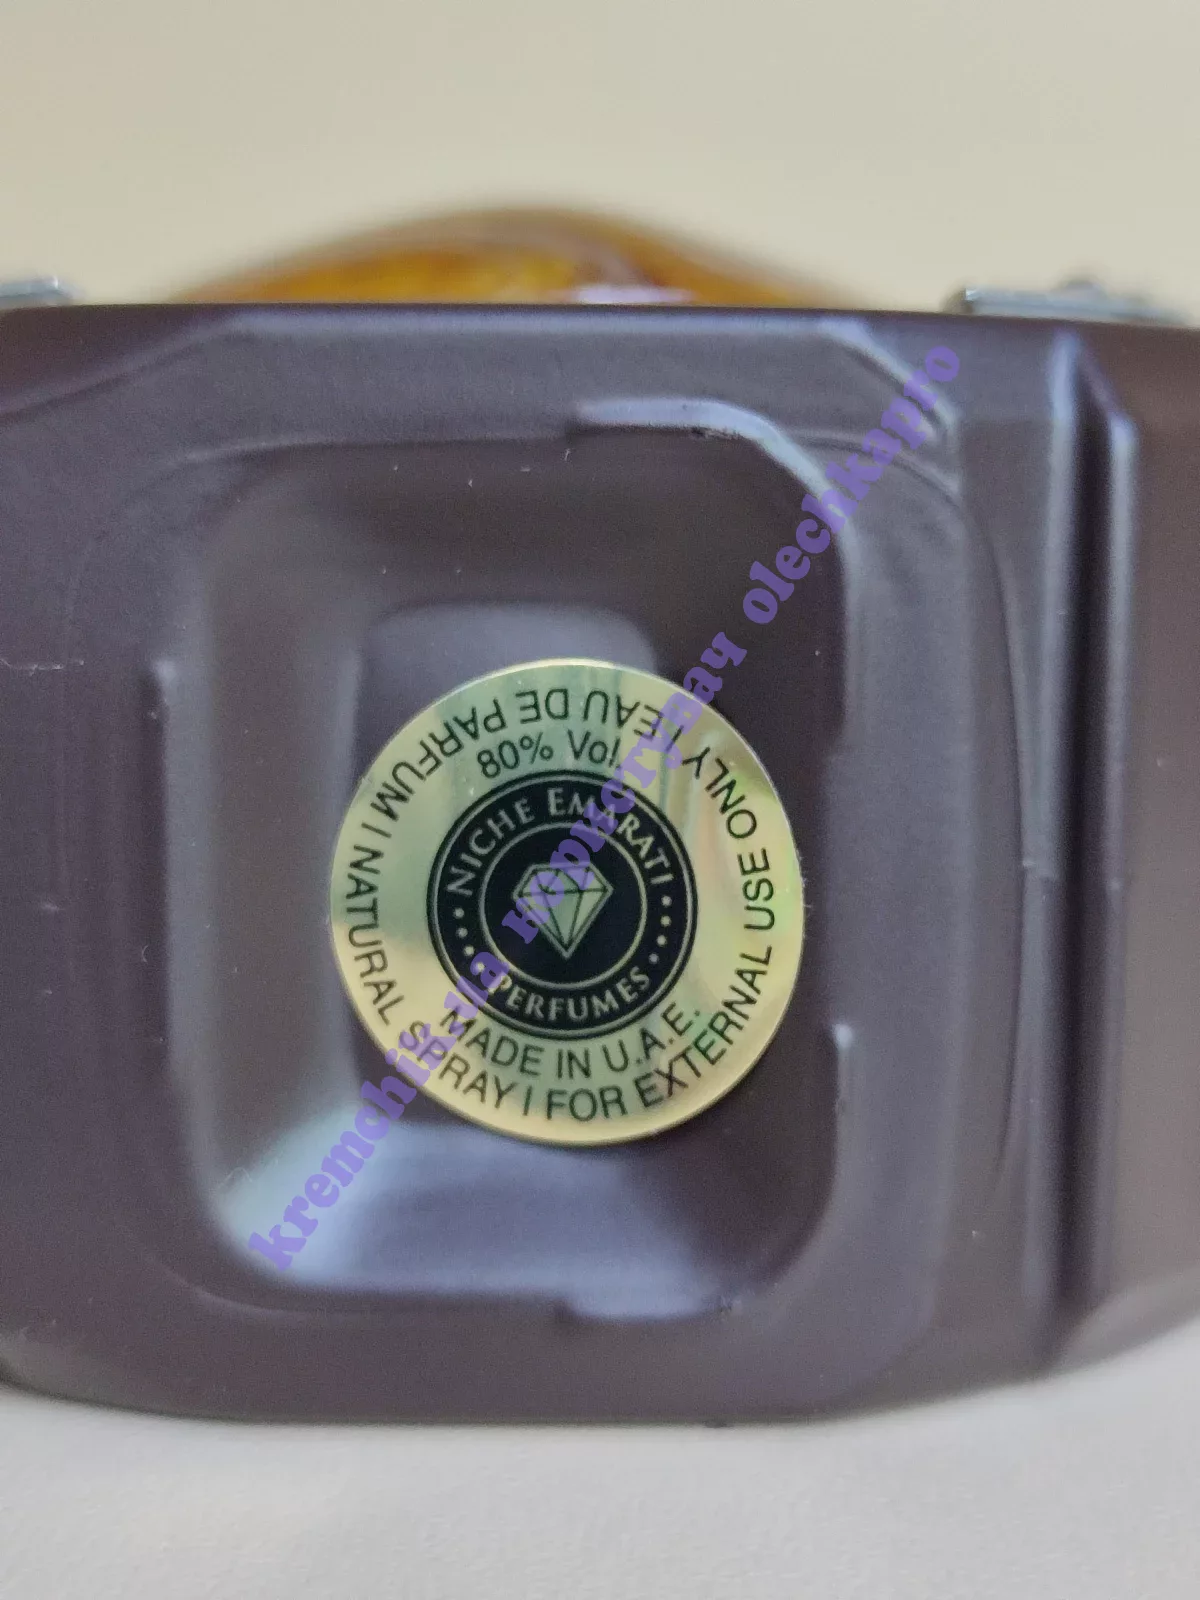 EAU DE PARFUM | NATURAL SPRAY | FOR EXTERNAL USE ONLY |
80% Vol.
NICHE EMARATI
PERFUMES
MADE IN U.A.E.
kremchik.ua користувач olechkapro